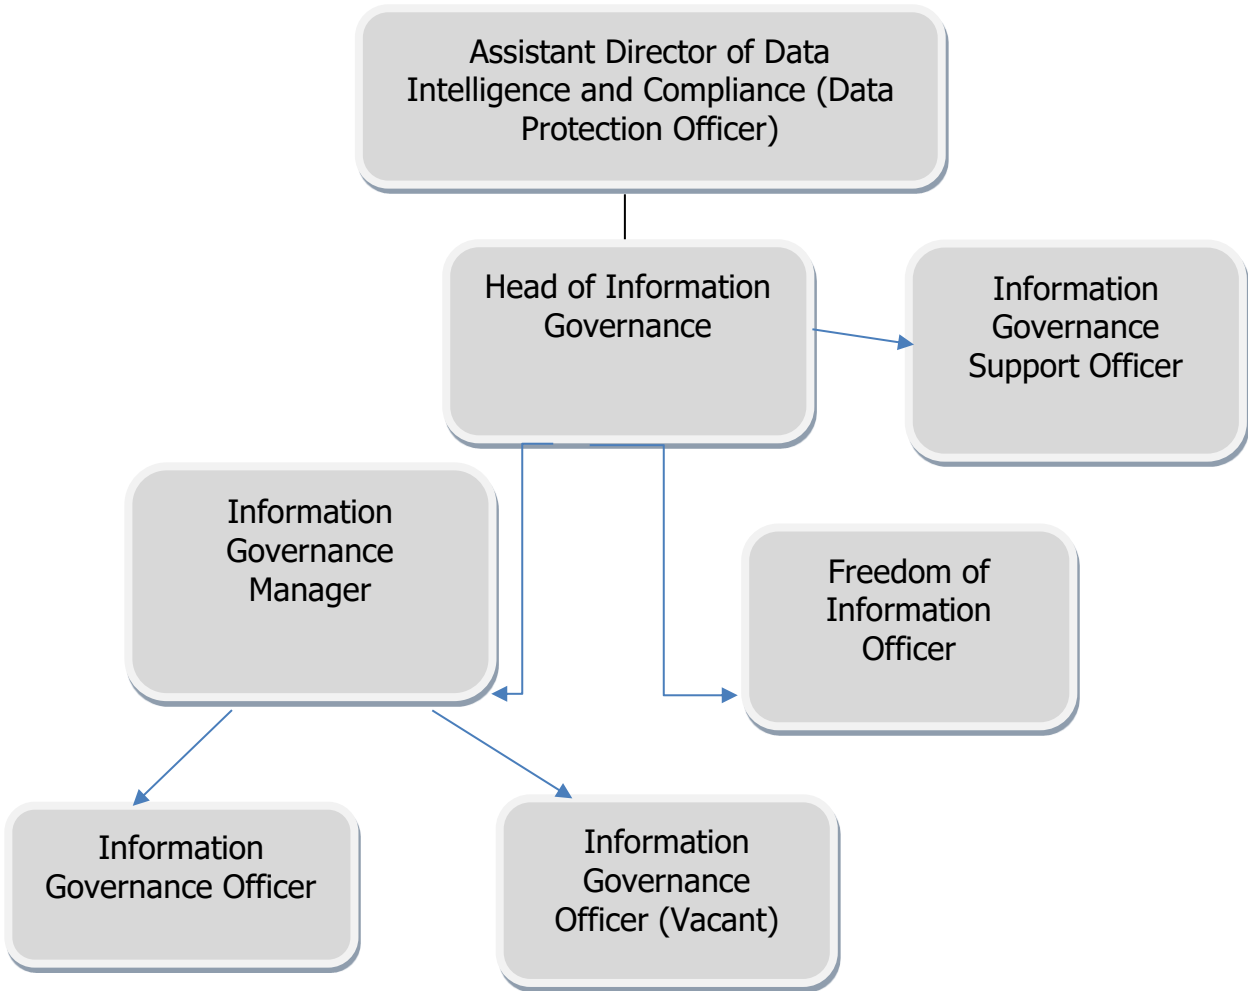 Assistant Director of Data
Intelligence and Compliance (Data
Protection Officer)
Head of Information
Governance
Information
Governance
Support Officer
Information
Governance
Manager
Freedom of
Information
Officer
Information
Governance Officer
Information
Governance
Officer (Vacant)